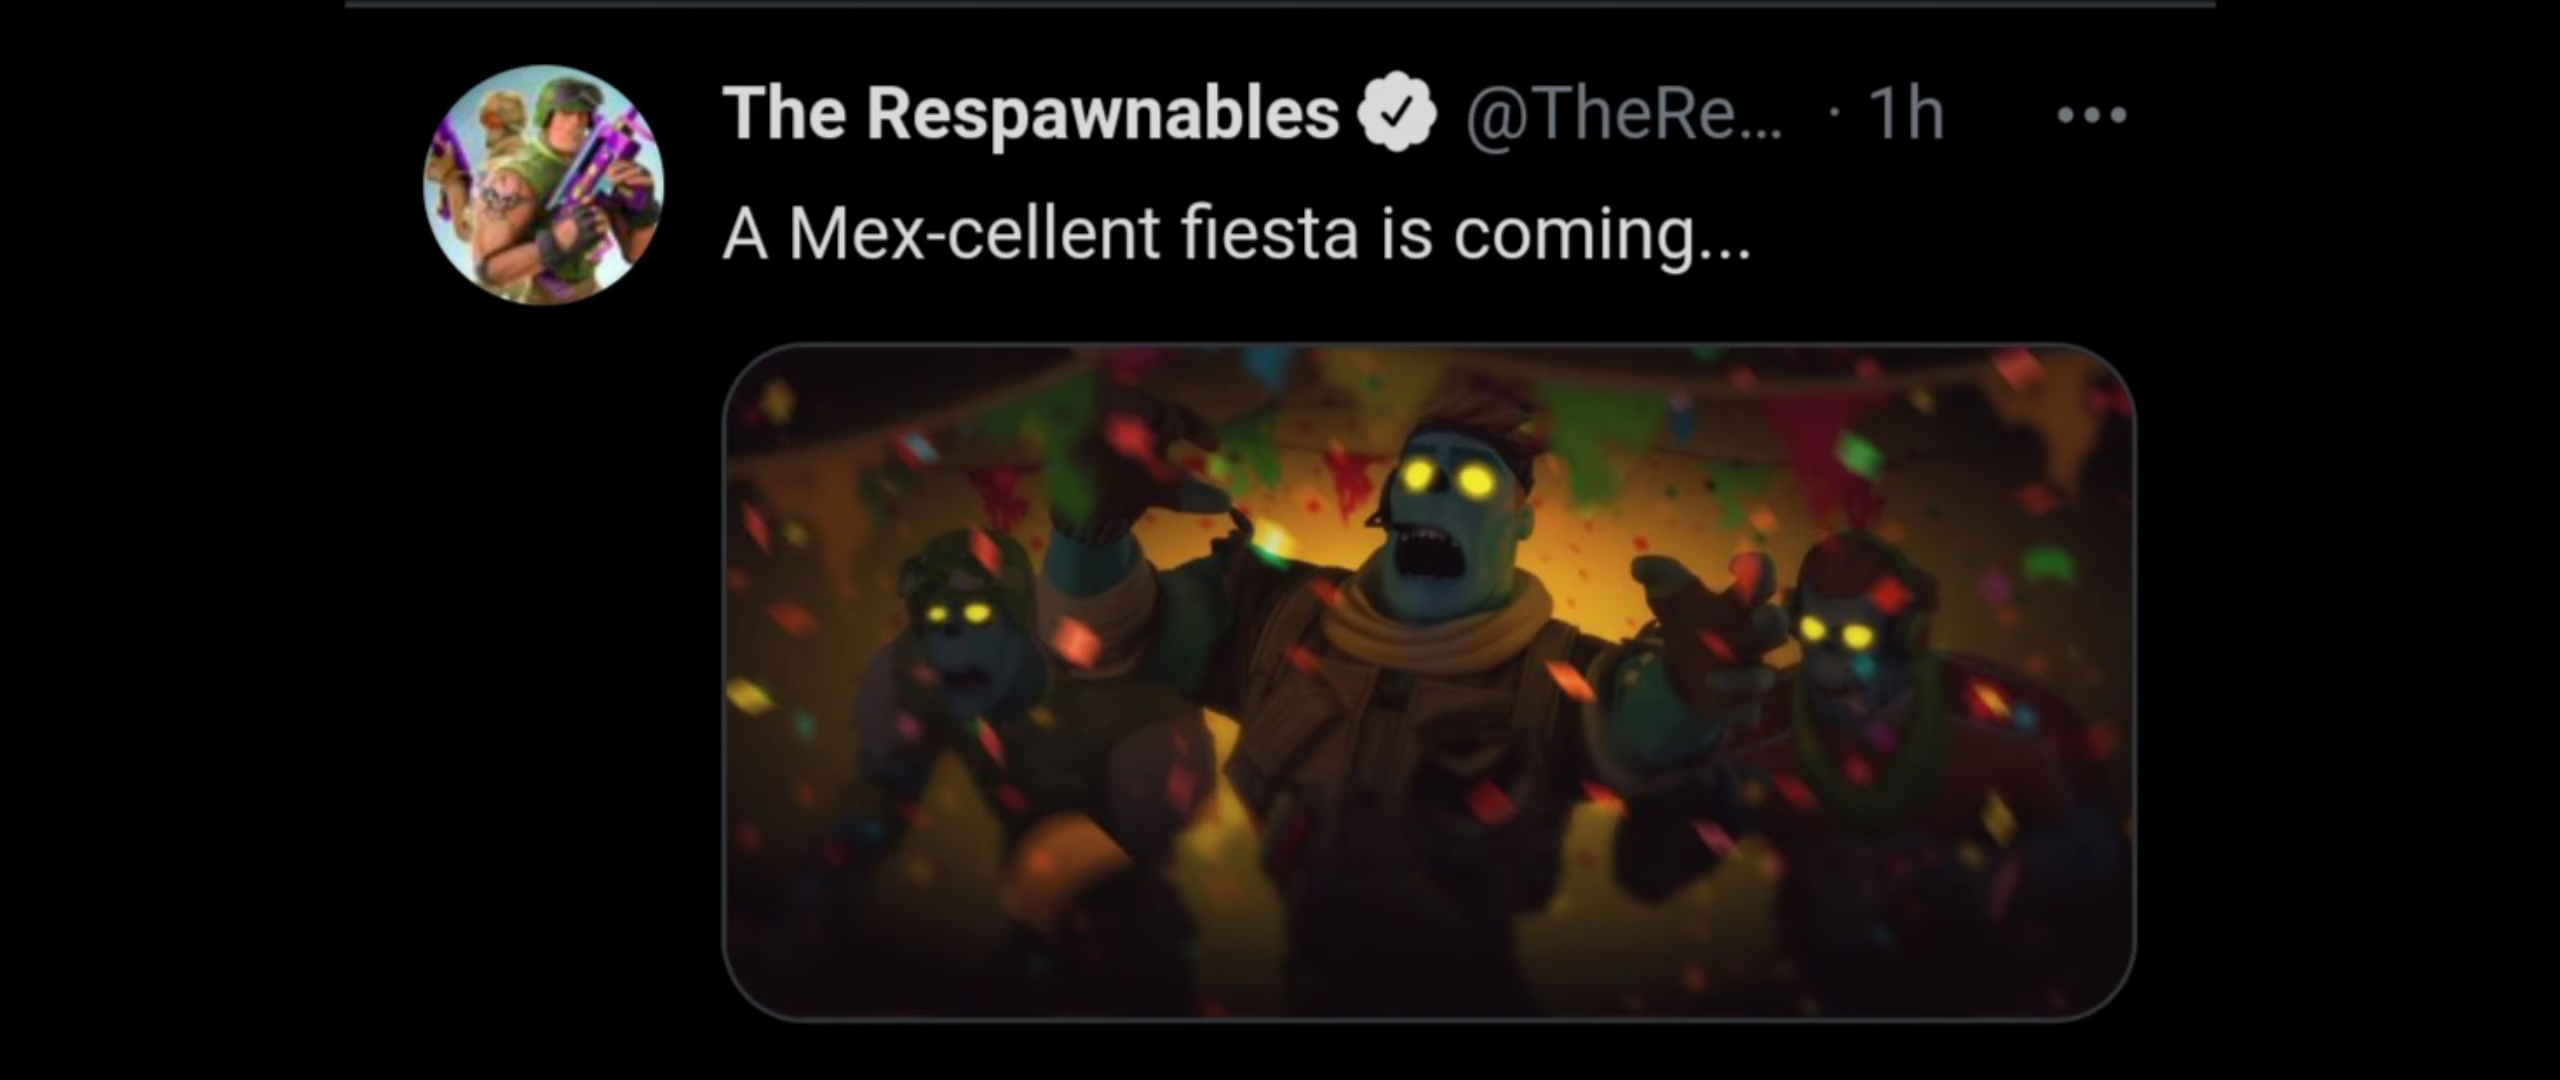 The Respawnables @TheRe... · 1h
A Mex-cellent fiesta is coming...